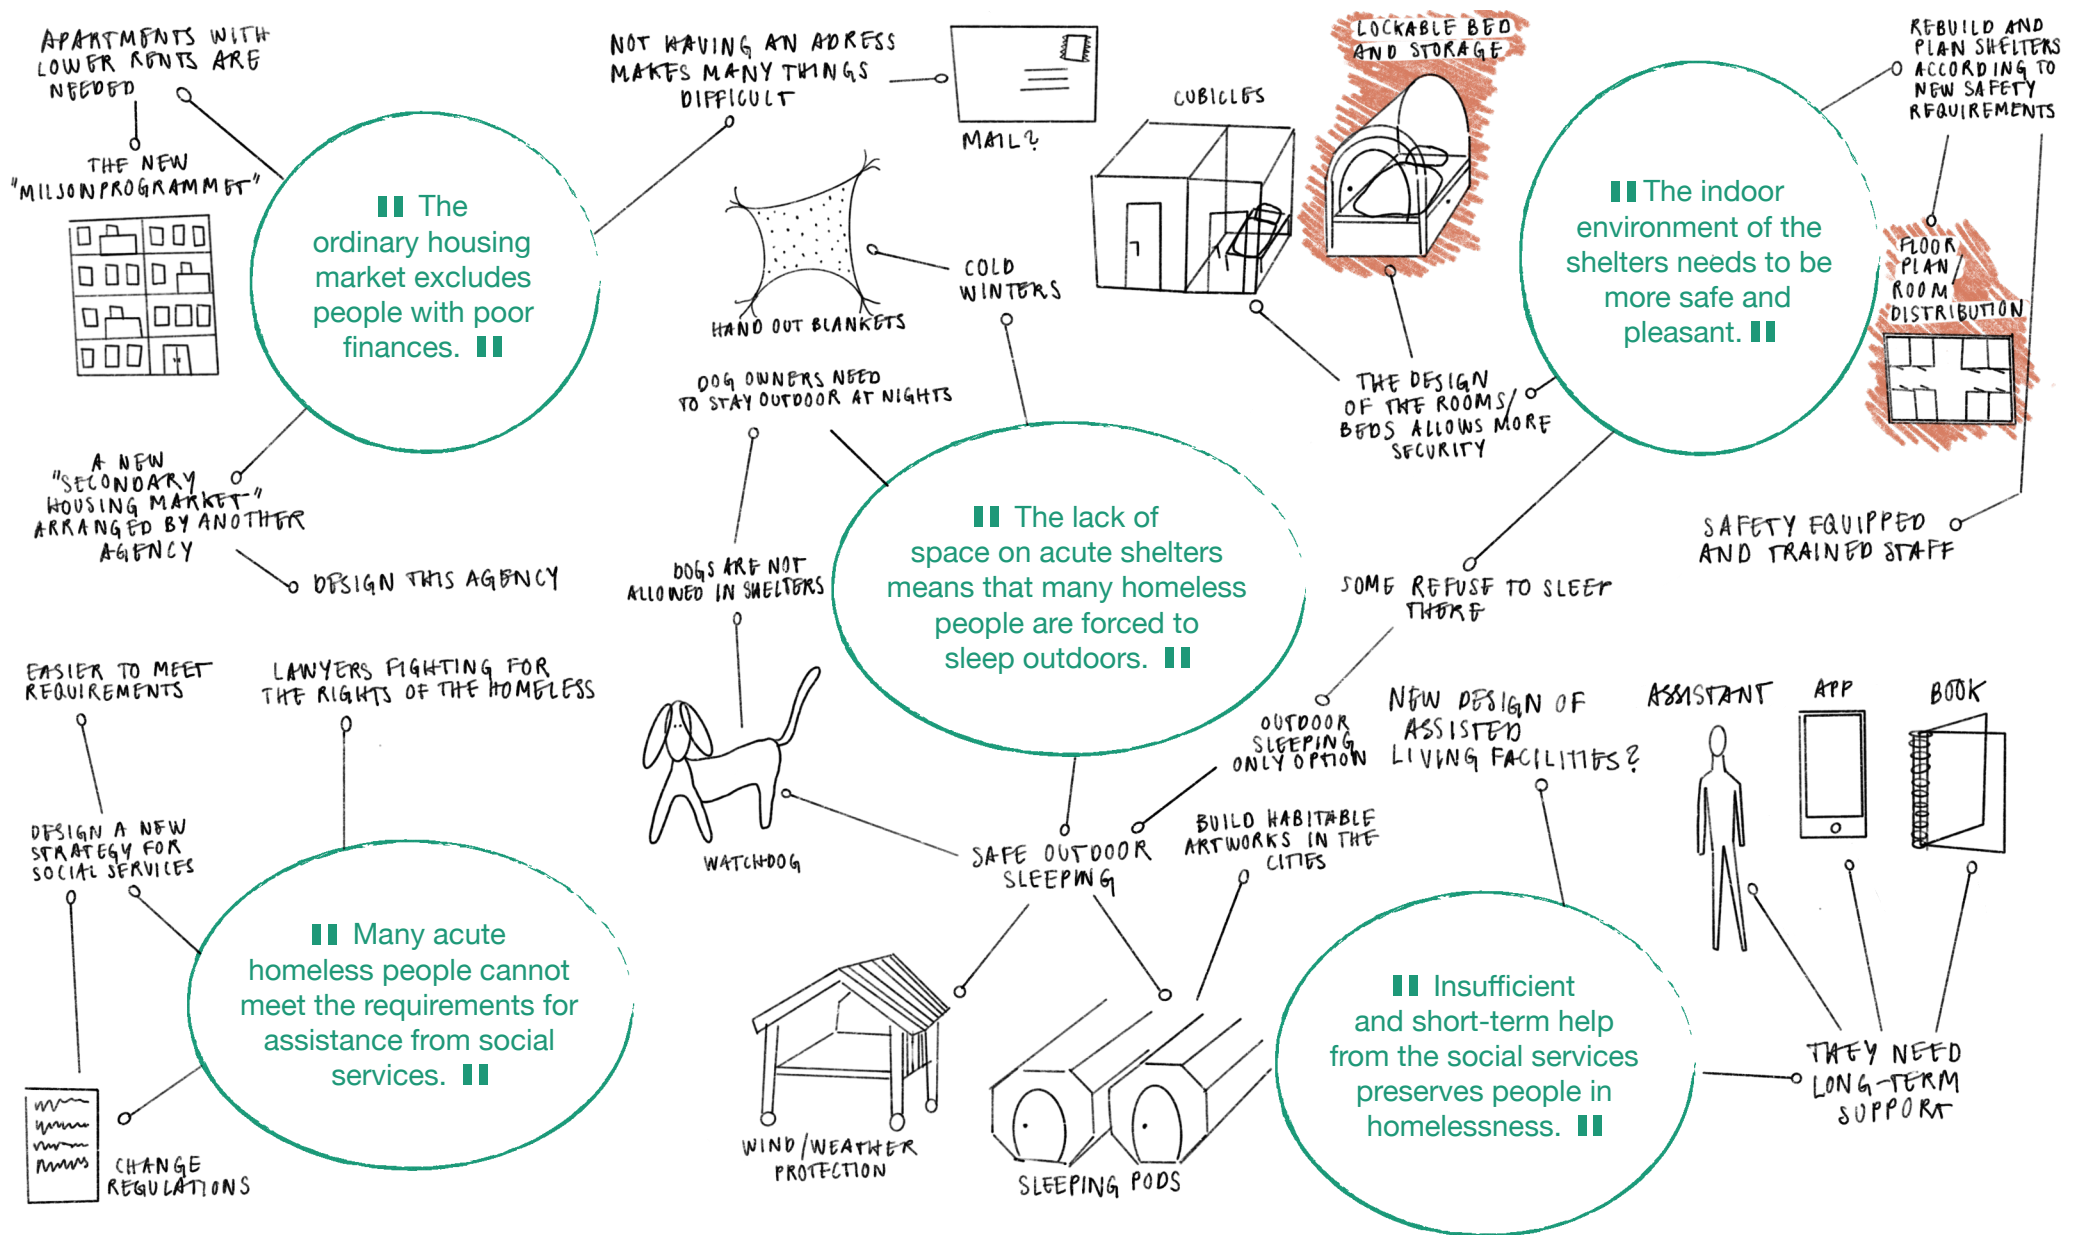 APARTMENTS WITH
LOWER RENTS ARE
NEEDED
THE NEW
"MILJONPROGRAMMET"
❚❚ The
ordinary housing
market excludes
people with poor
finances. ❚❚
A NEW
"SECONDARY
HOUSING MARKET"
ARRANGED BY ANOTHER
AGENCY
DESIGN THIS AGENCY
NOT HAVING AN ADRESS
MAKES MANY THINGS
DIFFICULT
MAIL?
COLD
WINTERS
HAND OUT BLANKETS
DOG OWNERS NEED
TO STAY OUTDOOR AT NIGHTS
DOGS ARE NOT
ALLOWED IN SHELTERS
WATCHDOG
❚❚ The lack of
space on acute shelters
means that many homeless
people are forced to
sleep outdoors. ❚❚
CUBICLES
LOCKABLE BED
AND STORAGE
THE DESIGN
OF THE ROOMS/
BEDS ALLOWS MORE
SECURITY
❚❚ The indoor
environment of the
shelters needs to be
more safe and
pleasant. ❚❚
REBUILD AND
PLAN SHELTERS
ACCORDING TO
NEW SAFETY
REQUIREMENTS
FLOOR
PLAN/
ROOM
DISTRIBUTION
SAFETY EQUIPPED
AND TRAINED STAFF
SOME REFUSE TO SLEEP
THERE
OUTDOOR
SLEEPING
ONLY OPTION
SAFE OUTDOOR
SLEEPING
WIND/WEATHER
PROTECTION
SLEEPING PODS
BUILD HABITABLE
ARTWORKS IN THE
CITIES
EASIER TO MEET
REQUIREMENTS
LAWYERS FIGHTING FOR
THE RIGHTS OF THE HOMELESS
DESIGN A NEW
STRATEGY FOR
SOCIAL SERVICES
❚❚ Many acute
homeless people cannot
meet the requirements for
assistance from social
services. ❚❚
CHANGE
REGULATIONS
NEW DESIGN OF
ASSISTED
LIVING FACILITIES?
ASSISTANT
APP
BOOK
❚❚ Insufficient
and short-term help
from the social services
preserves people in
homelessness. ❚❚
THEY NEED
LONG-TERM
SUPPORT